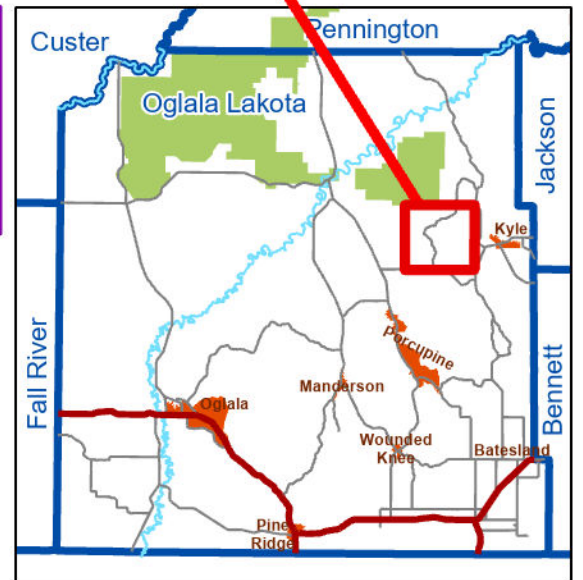 Pennington
Custer
Oglala Lakota
Jackson
Kyle
Porcupine
Fall River
Manderson
Oglala
Bennett
Wounded
Knee
Batesland
Pine
Ridge